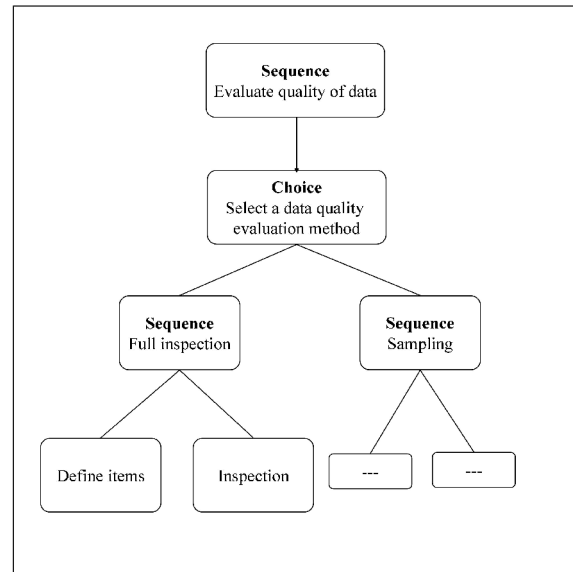 Sequence
Evaluate quality of data
Choice
Select a data quality
evaluation method
Sequence
Full inspection
Sequence
Sampling
Define items
Inspection
---
---